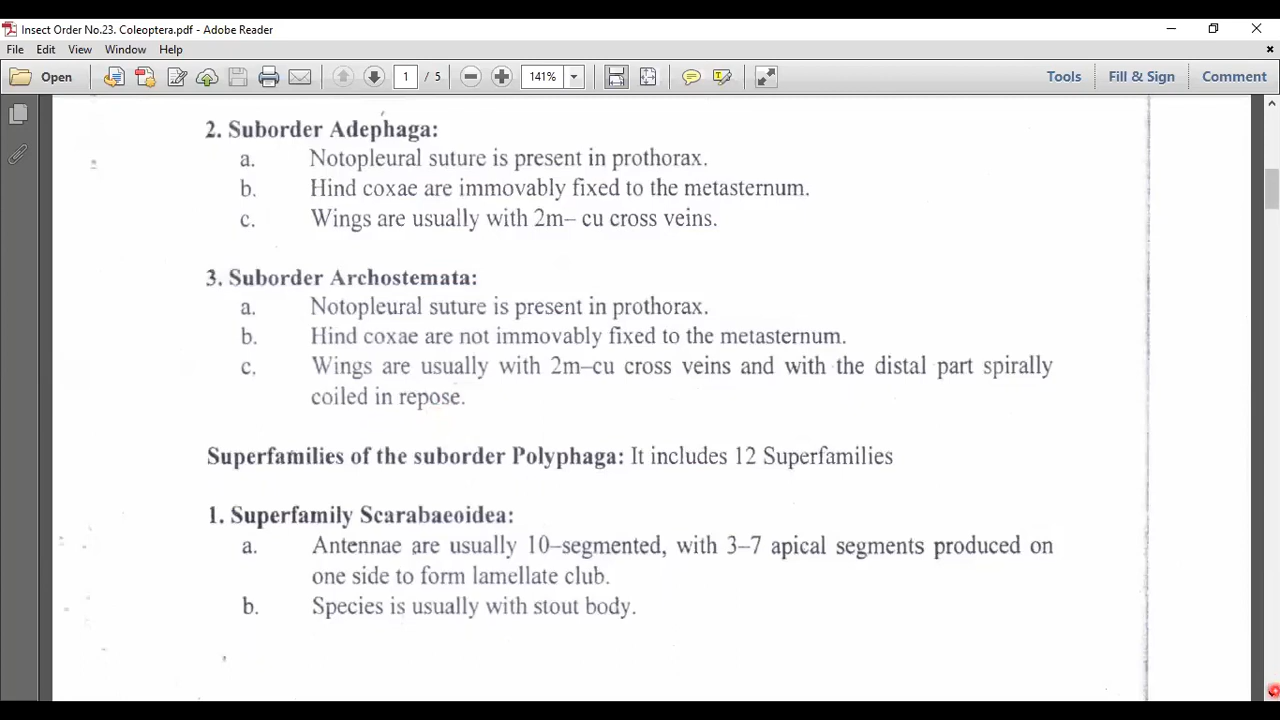 Insect Order No.23. Coleoptera.pdf - Adobe Reader
File Edit View Window Help
Open 1 / 5 141% Tools Fill & Sign Comment
2. Suborder Adephaga:
a. Notopleural suture is present in prothorax.
b. Hind coxae are immovably fixed to the metasternum.
c. Wings are usually with 2m– cu cross veins.
3. Suborder Archostemata:
a. Notopleural suture is present in prothorax.
b. Hind coxae are not immovably fixed to the metasternum.
c. Wings are usually with 2m–cu cross veins and with the distal part spirally
coiled in repose.
Superfamilies of the suborder Polyphaga: It includes 12 Superfamilies
1. Superfamily Scarabaeoidea:
a. Antennae are usually 10–segmented, with 3–7 apical segments produced on
one side to form lamellate club.
b. Species is usually with stout body.